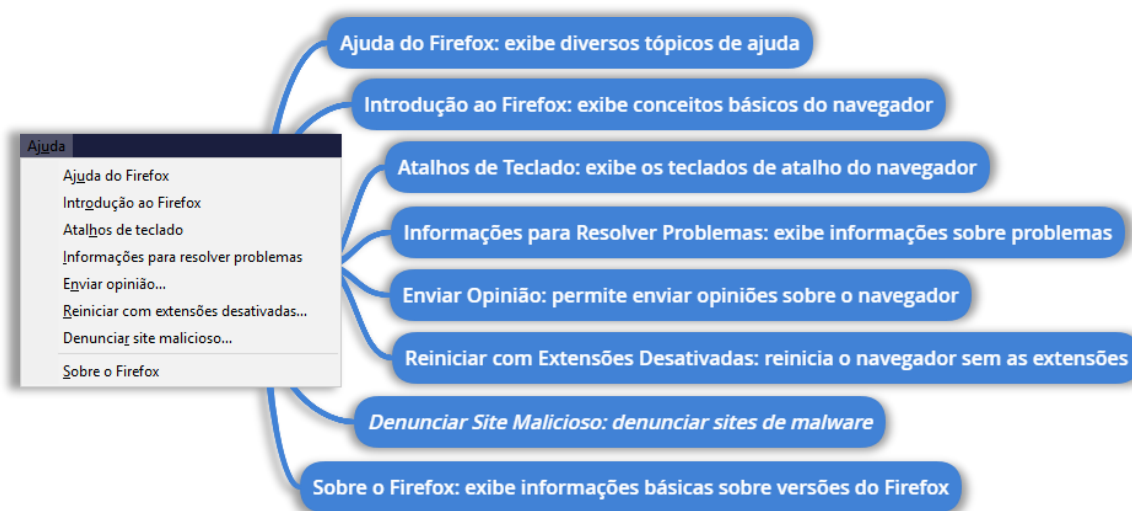 Ajuda do Firefox: exibe diversos tópicos de ajuda
Introdução ao Firefox: exibe conceitos básicos do navegador
Ajuda
Ajuda do Firefox
Introdução ao Firefox
Atalhos de teclado
Informações para resolver problemas
Enviar opinião...
Reiniciar com extensões desativadas...
Denunciar site malicioso...
Sobre o Firefox
Atalhos de Teclado: exibe os teclados de atalho do navegador
Informações para Resolver Problemas: exibe informações sobre problemas
Enviar Opinião: permite enviar opiniões sobre o navegador
Reiniciar com Extensões Desativadas: reinicia o navegador sem as extensões
Denunciar Site Malicioso: denunciar sites de malware
Sobre o Firefox: exibe informações básicas sobre versões do Firefox